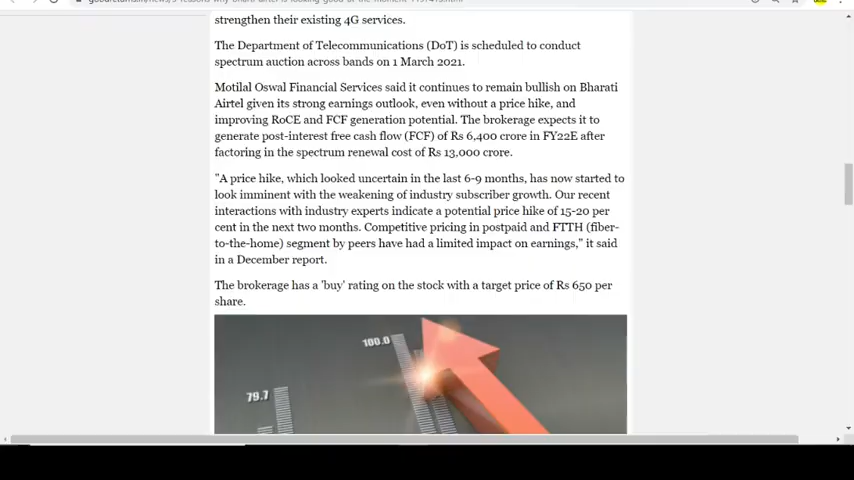 strengthen their existing 4G services.
The Department of Telecommunications (DoT) is scheduled to conduct
spectrum auction across bands on 1 March 2021.
Motilal Oswal Financial Services said it continues to remain bullish on Bharati
Airtel given its strong earnings outlook, even without a price hike, and
improving RoCE and FCF generation potential. The brokerage expects it to
generate post-interest free cash flow (FCF) of Rs 6,400 crore in FY22E after
factoring in the spectrum renewal cost of Rs 13,000 crore.
"A price hike, which looked uncertain in the last 6-9 months, has now started to
look imminent with the weakening of industry subscriber growth. Our recent
interactions with industry experts indicate a potential price hike of 15-20 per
cent in the next two months. Competitive pricing in postpaid and FTTH (fiber-
to-the-home) segment by peers have had a limited impact on earnings," it said
in a December report.
The brokerage has a 'buy' rating on the stock with a target price of Rs 650 per
share.
100.0
79.7